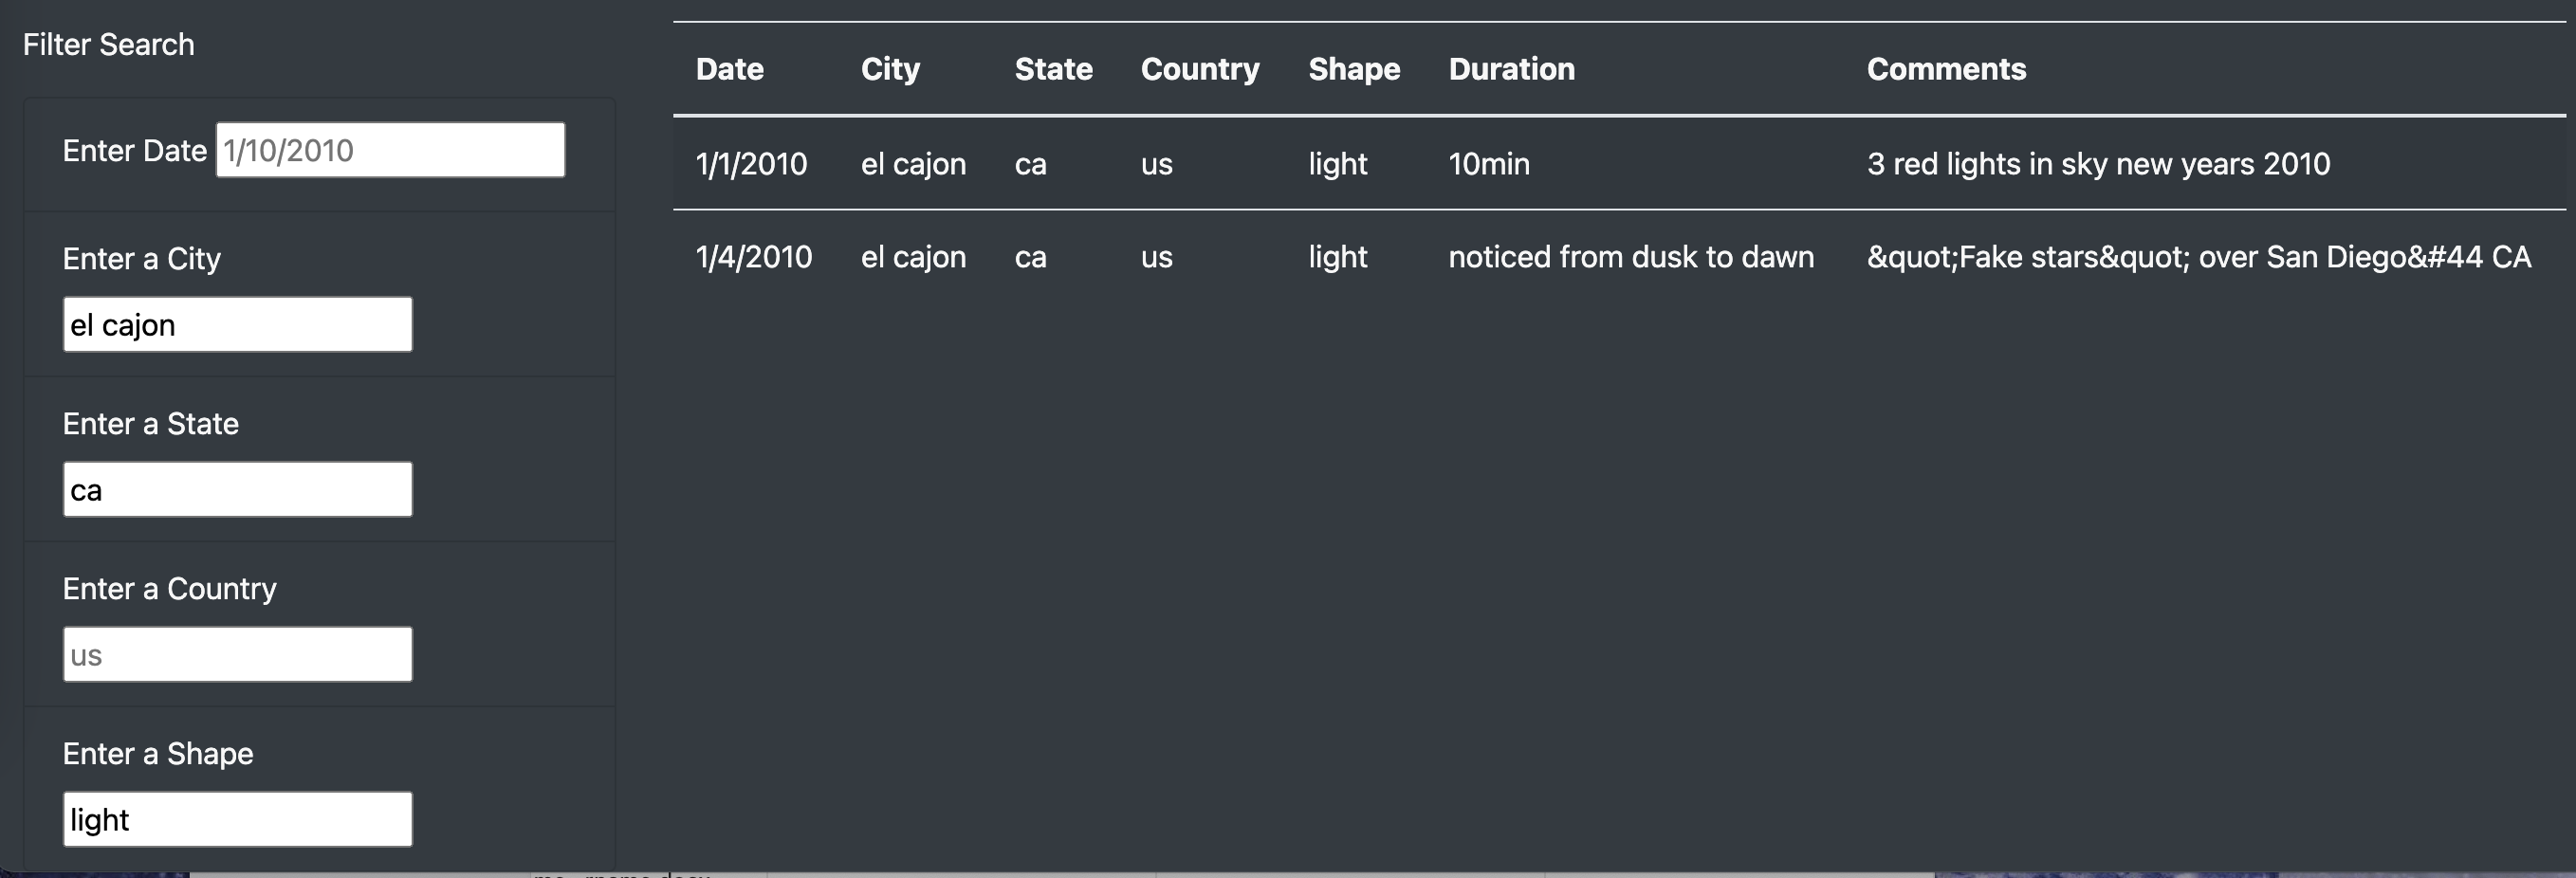 Filter Search
Enter Date 1/10/2010
Enter a City
el cajon
Enter a State
ca
Enter a Country
us
Enter a Shape
light
Date City State Country Shape Duration Comments
1/1/2010 el cajon ca us light 10min 3 red lights in sky new years 2010
1/4/2010 el cajon ca us light noticed from dusk to dawn &quot;Fake stars&quot; over San Diego&#44 CA